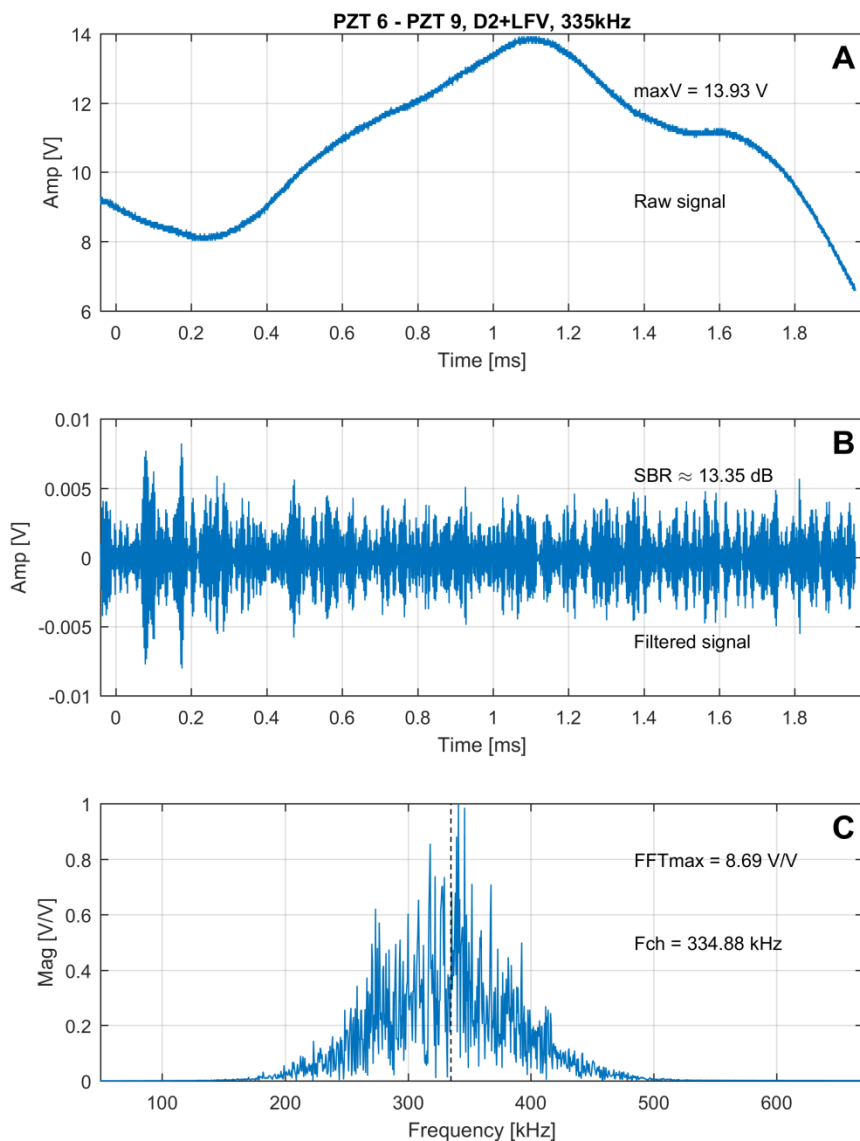 PZT 6 - PZT 9, D2+LFV, 335kHz
A
14
12
10
8
6
Amp [V]
maxV = 13.93 V
Raw signal
0 0.2 0.4 0.6 0.8 1 1.2 1.4 1.6 1.8
Time [ms]
B
0.01
0.005
0
-0.005
-0.01
Amp [V]
SBR ≈ 13.35 dB
Filtered signal
0 0.2 0.4 0.6 0.8 1 1.2 1.4 1.6 1.8
Time [ms]
C
1
0.8
0.6
0.4
0.2
0
Mag [V/V]
FFTmax = 8.69 V/V
Fch = 334.88 kHz
100 200 300 400 500 600
Frequency [kHz]